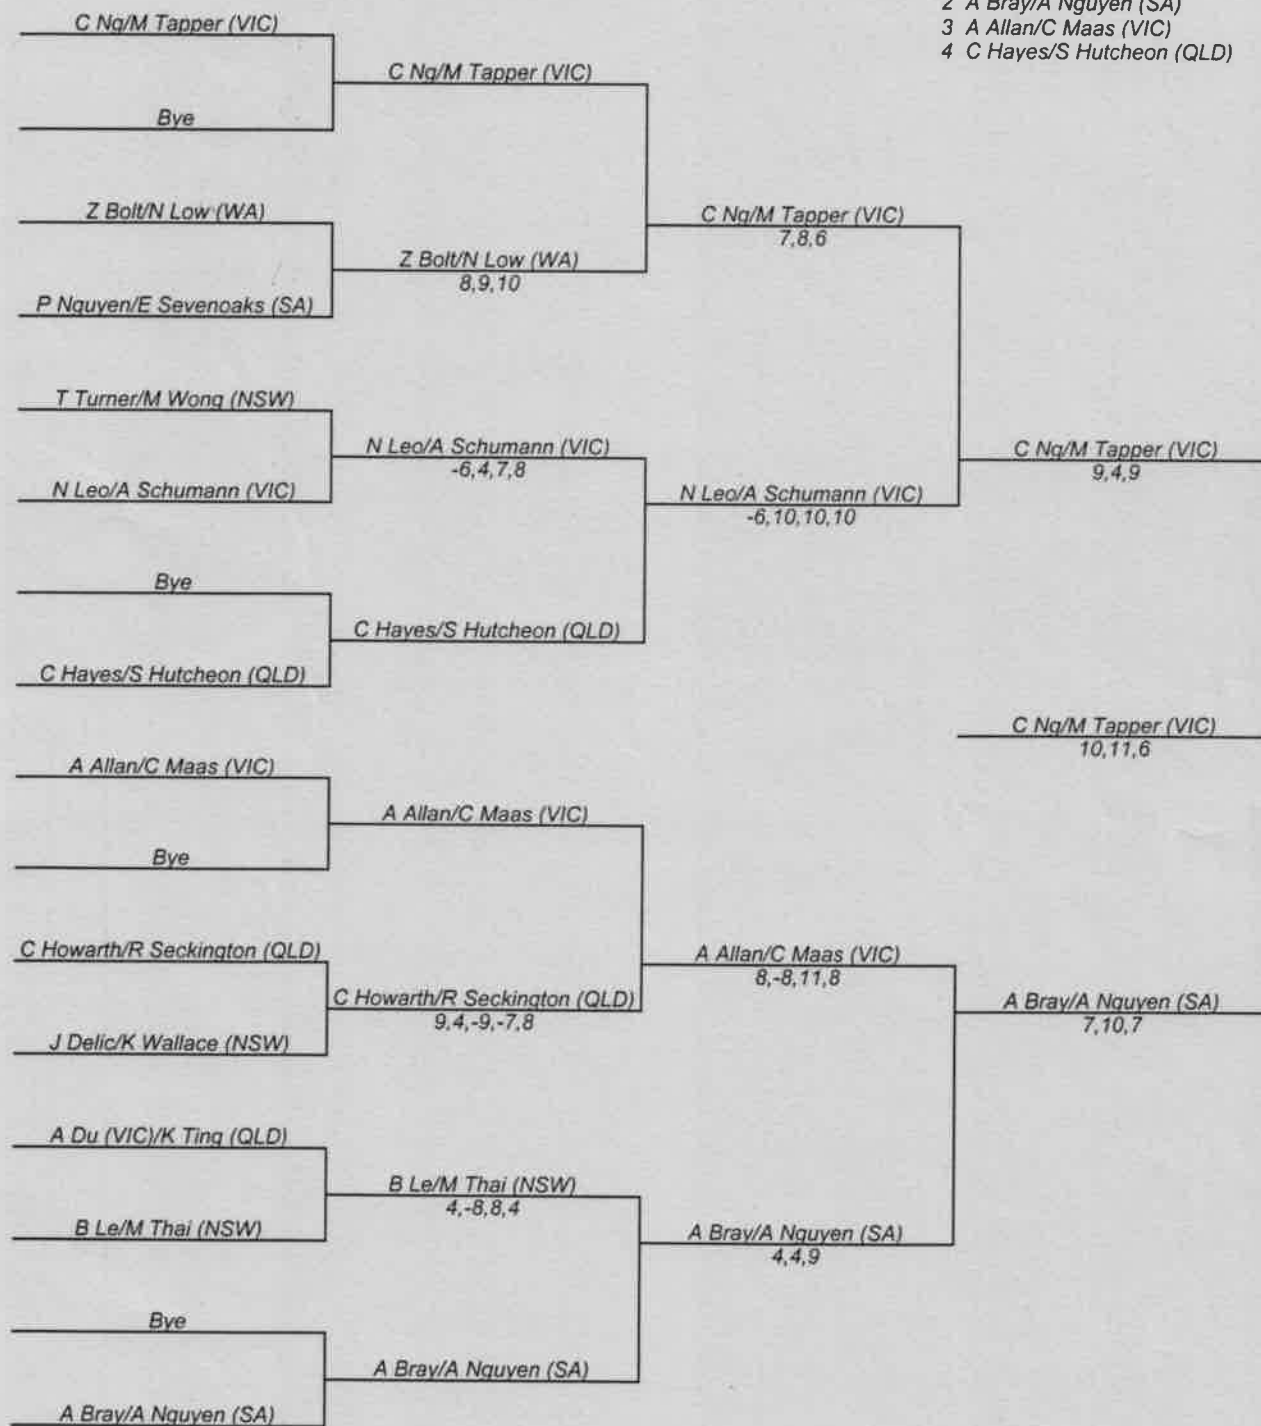 2 A Bray/A Nguyen (SA)
3 A Allan/C Maas (VIC)
4 C Hayes/S Hutcheon (QLD)
C Ng/M Tapper (VIC)
Bye
C Ng/M Tapper (VIC)
Z Bolt/N Low (WA)
P Nguyen/E Sevenoaks (SA)
Z Bolt/N Low (WA)
8,9,10
C Ng/M Tapper (VIC)
7,8,6
T Turner/M Wong (NSW)
N Leo/A Schumann (VIC)
N Leo/A Schumann (VIC)
-6,4,7,8
Bye
C Hayes/S Hutcheon (QLD)
C Hayes/S Hutcheon (QLD)
N Leo/A Schumann (VIC)
-6,10,10,10
C Ng/M Tapper (VIC)
9,4,9
C Ng/M Tapper (VIC)
10,11,6
A Allan/C Maas (VIC)
Bye
A Allan/C Maas (VIC)
C Howarth/R Seckington (QLD)
J Delic/K Wallace (NSW)
C Howarth/R Seckington (QLD)
9,4,-9,-7,8
A Allan/C Maas (VIC)
8,-8,11,8
A Du (VIC)/K Ting (QLD)
B Le/M Thai (NSW)
B Le/M Thai (NSW)
4,-8,8,4
Bye
A Bray/A Nguyen (SA)
A Bray/A Nguyen (SA)
A Bray/A Nguyen (SA)
4,4,9
A Bray/A Nguyen (SA)
7,10,7